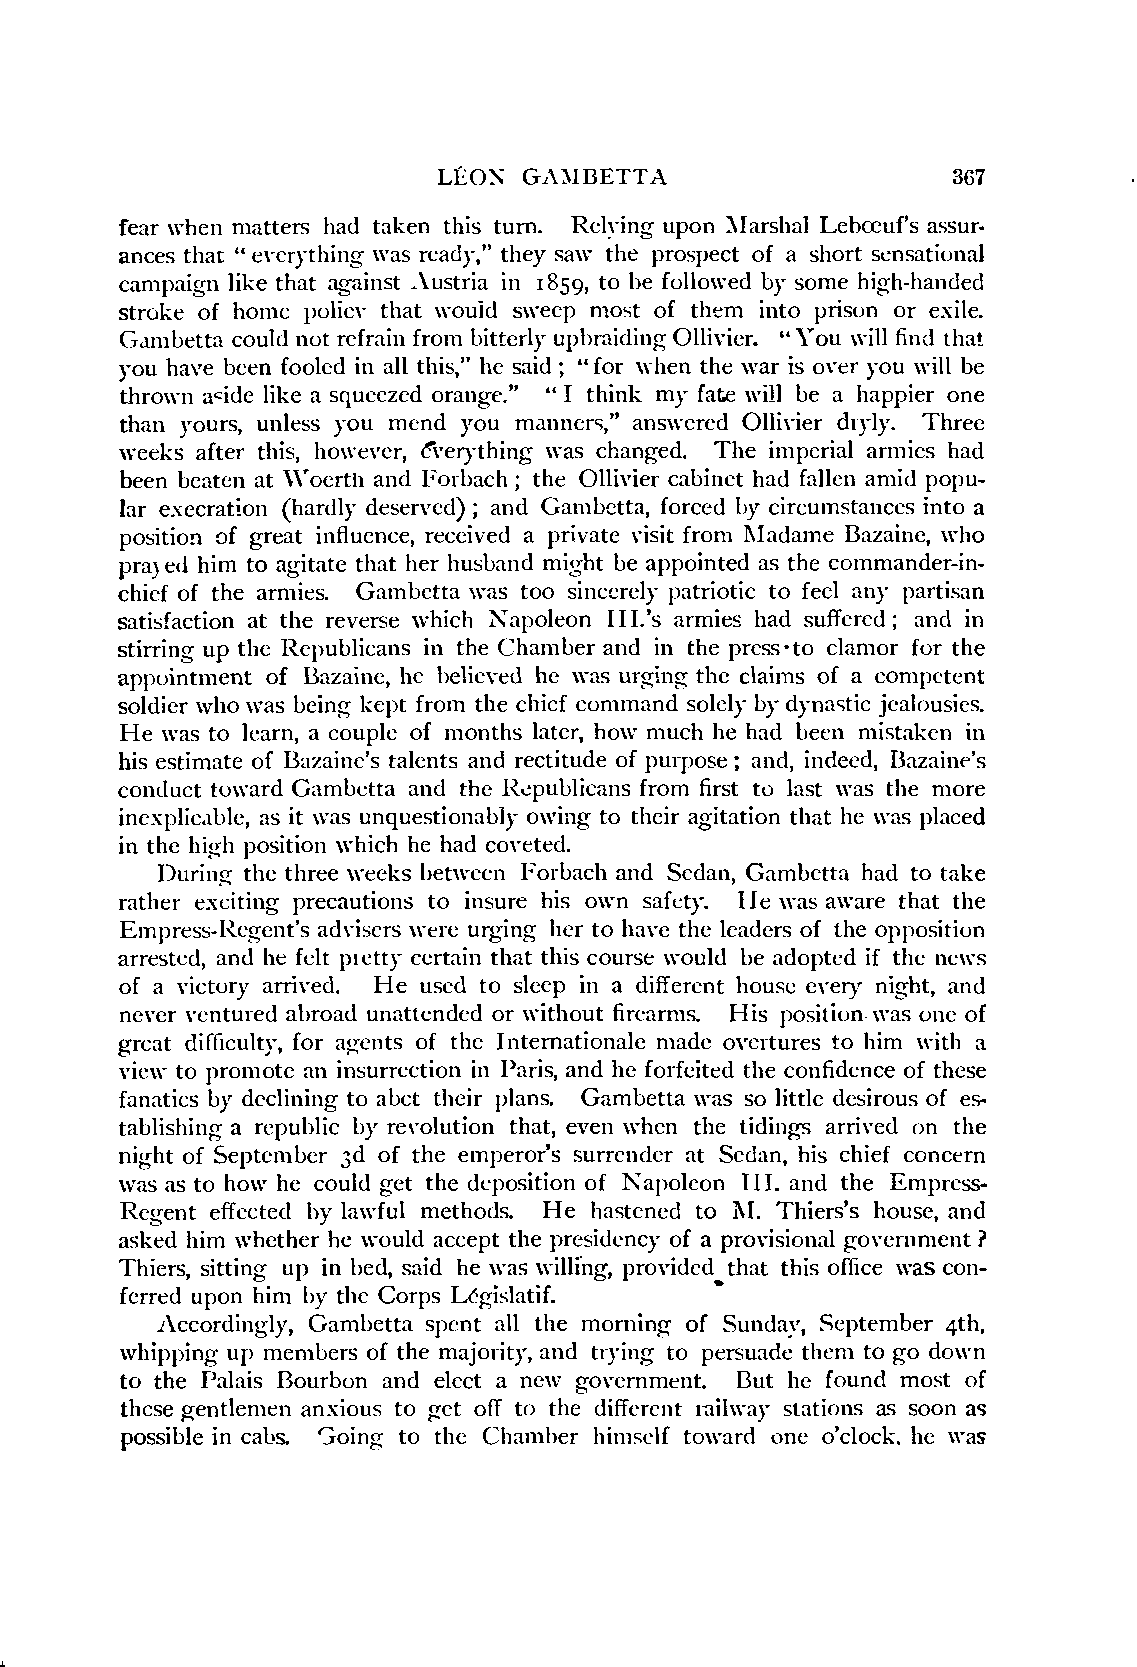 LÉON GAMBETTA 367
fear when matters had taken this turn. Relying upon Marshal Lebœuf's assur-
ances that "everything was ready," they saw the prospect of a short sensational
campaign like that against Austria in 1859, to be followed by some high-handed
stroke of home policy that would sweep most of them into prison or exile.
Gambetta could not refrain from bitterly upbraiding Ollivier. "You will find that
you have been fooled in all this," he said; "for when the war is over you will be
thrown aside like a squeezed orange." "I think my fate will be a happier one
than yours, unless you mend you manners," answered Ollivier dryly. Three
weeks after this, however, everything was changed. The imperial armies had
been beaten at Woerth and Forbach; the Ollivier cabinet had fallen amid popu-
lar execration (hardly deserved); and Gambetta, forced by circumstances into a
position of great influence, received a private visit from Madame Bazaine, who
prayed him to agitate that her husband might be appointed as the commander-in-
chief of the armies. Gambetta was too sincerely patriotic to feel any partisan
satisfaction at the reverse which Napoleon III.'s armies had suffered; and in
stirring up the Republicans in the Chamber and in the press to clamor for the
appointment of Bazaine, he believed he was urging the claims of a competent
soldier who was being kept from the chief command solely by dynastic jealousies.
He was to learn, a couple of months later, how much he had been mistaken in
his estimate of Bazaine's talents and rectitude of purpose; and, indeed, Bazaine's
conduct toward Gambetta and the Republicans from first to last was the more
inexplicable, as it was unquestionably owing to their agitation that he was placed
in the high position which he had coveted.
During the three weeks between Forbach and Sedan, Gambetta had to take
rather exciting precautions to insure his own safety. He was aware that the
Empress-Regent's advisers were urging her to have the leaders of the opposition
arrested, and he felt pretty certain that this course would be adopted if the news
of a victory arrived. He used to sleep in a different house every night, and
never ventured abroad unattended or without firearms. His position was one of
great difficulty, for agents of the Internationale made overtures to him with a
view to promote an insurrection in Paris, and he forfeited the confidence of these
fanatics by declining to abet their plans. Gambetta was so little desirous of es-
tablishing a republic by revolution that, even when the tidings arrived on the
night of September 3d of the emperor's surrender at Sedan, his chief concern
was as to how he could get the deposition of Napoleon III. and the Empress-
Regent effected by lawful methods. He hastened to M. Thiers's house, and
asked him whether he would accept the presidency of a provisional government?
Thiers, sitting up in bed, said he was willing, provided that this office was con-
ferred upon him by the Corps Législatif.
Accordingly, Gambetta spent all the morning of Sunday, September 4th,
whipping up members of the majority, and trying to persuade them to go down
to the Palais Bourbon and elect a new government. But he found most of
these gentlemen anxious to get off to the different railway stations as soon as
possible in cabs. Going to the Chamber himself toward one o'clock, he was